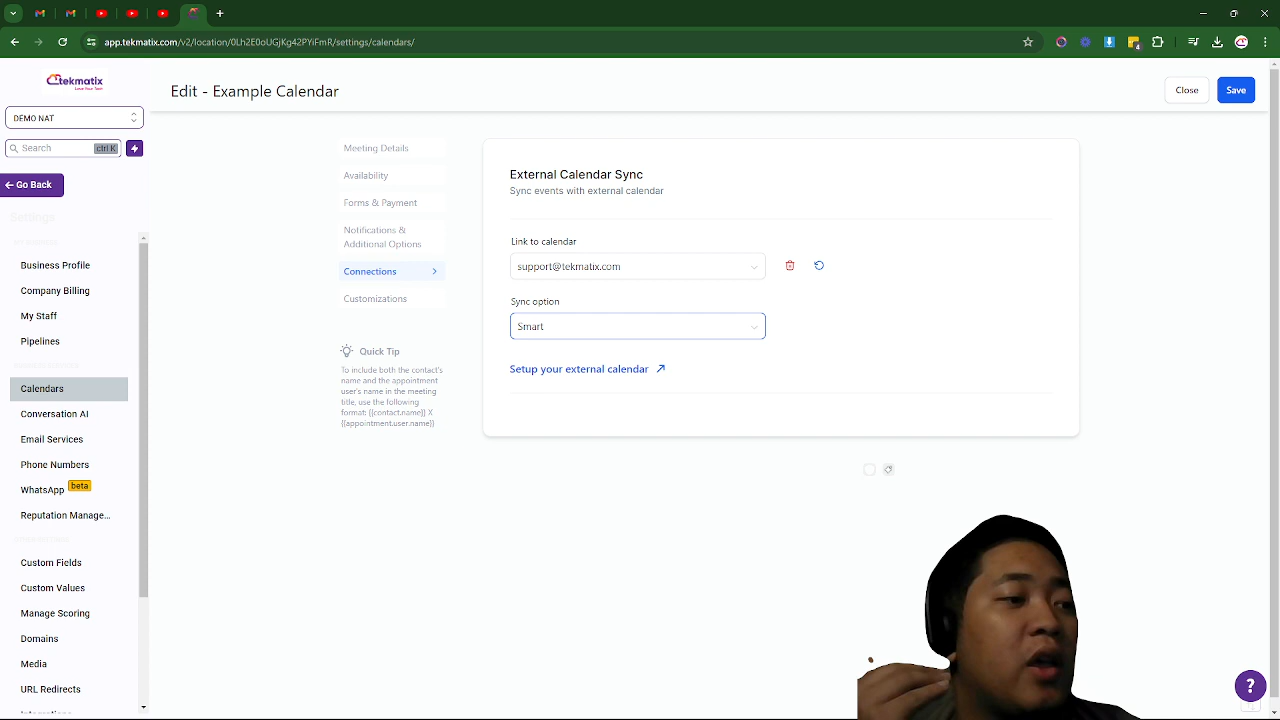 app.tekmatix.com/v2/location/0Lh2E0oUGjKg42PYiFmR/settings/calendars/
tekmatix
Love Your Tech
DEMO NAT
Search
ctrl K
Go Back
Settings
Business Profile
Company Billing
My Staff
Pipelines
Calendars
Conversation AI
Email Services
Phone Numbers
WhatsApp beta
Reputation Manage...
Custom Fields
Custom Values
Manage Scoring
Domains
Media
URL Redirects
Integrations
Edit - Example Calendar
Close
Save
Meeting Details
Availability
Forms & Payment
Notifications &
Additional Options
Connections
Customizations
Quick Tip
To include both the contact's
name and the appointment
user's name in the meeting
title, use the following
format: {{contact.name}} X
{{appointment.user.name}}
External Calendar Sync
Sync events with external calendar
Link to calendar
support@tekmatix.com
Sync option
Smart
Setup your external calendar
?